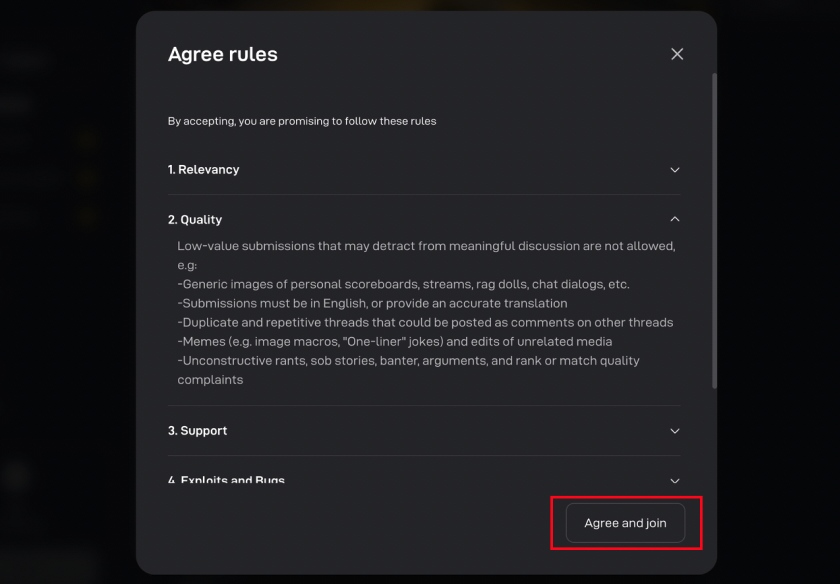 Agree rules
By accepting, you are promising to follow these rules
1. Relevancy
2. Quality
Low-value submissions that may detract from meaningful discussion are not allowed,
e.g:
-Generic images of personal scoreboards, streams, rag dolls, chat dialogs, etc.
-Submissions must be in English, or provide an accurate translation
-Duplicate and repetitive threads that could be posted as comments on other threads
-Memes (e.g. image macros, "One-liner" jokes) and edits of unrelated media
-Unconstructive rants, sob stories, banter, arguments, and rank or match quality
complaints
3. Support
4. Exploits and Bugs
Agree and join